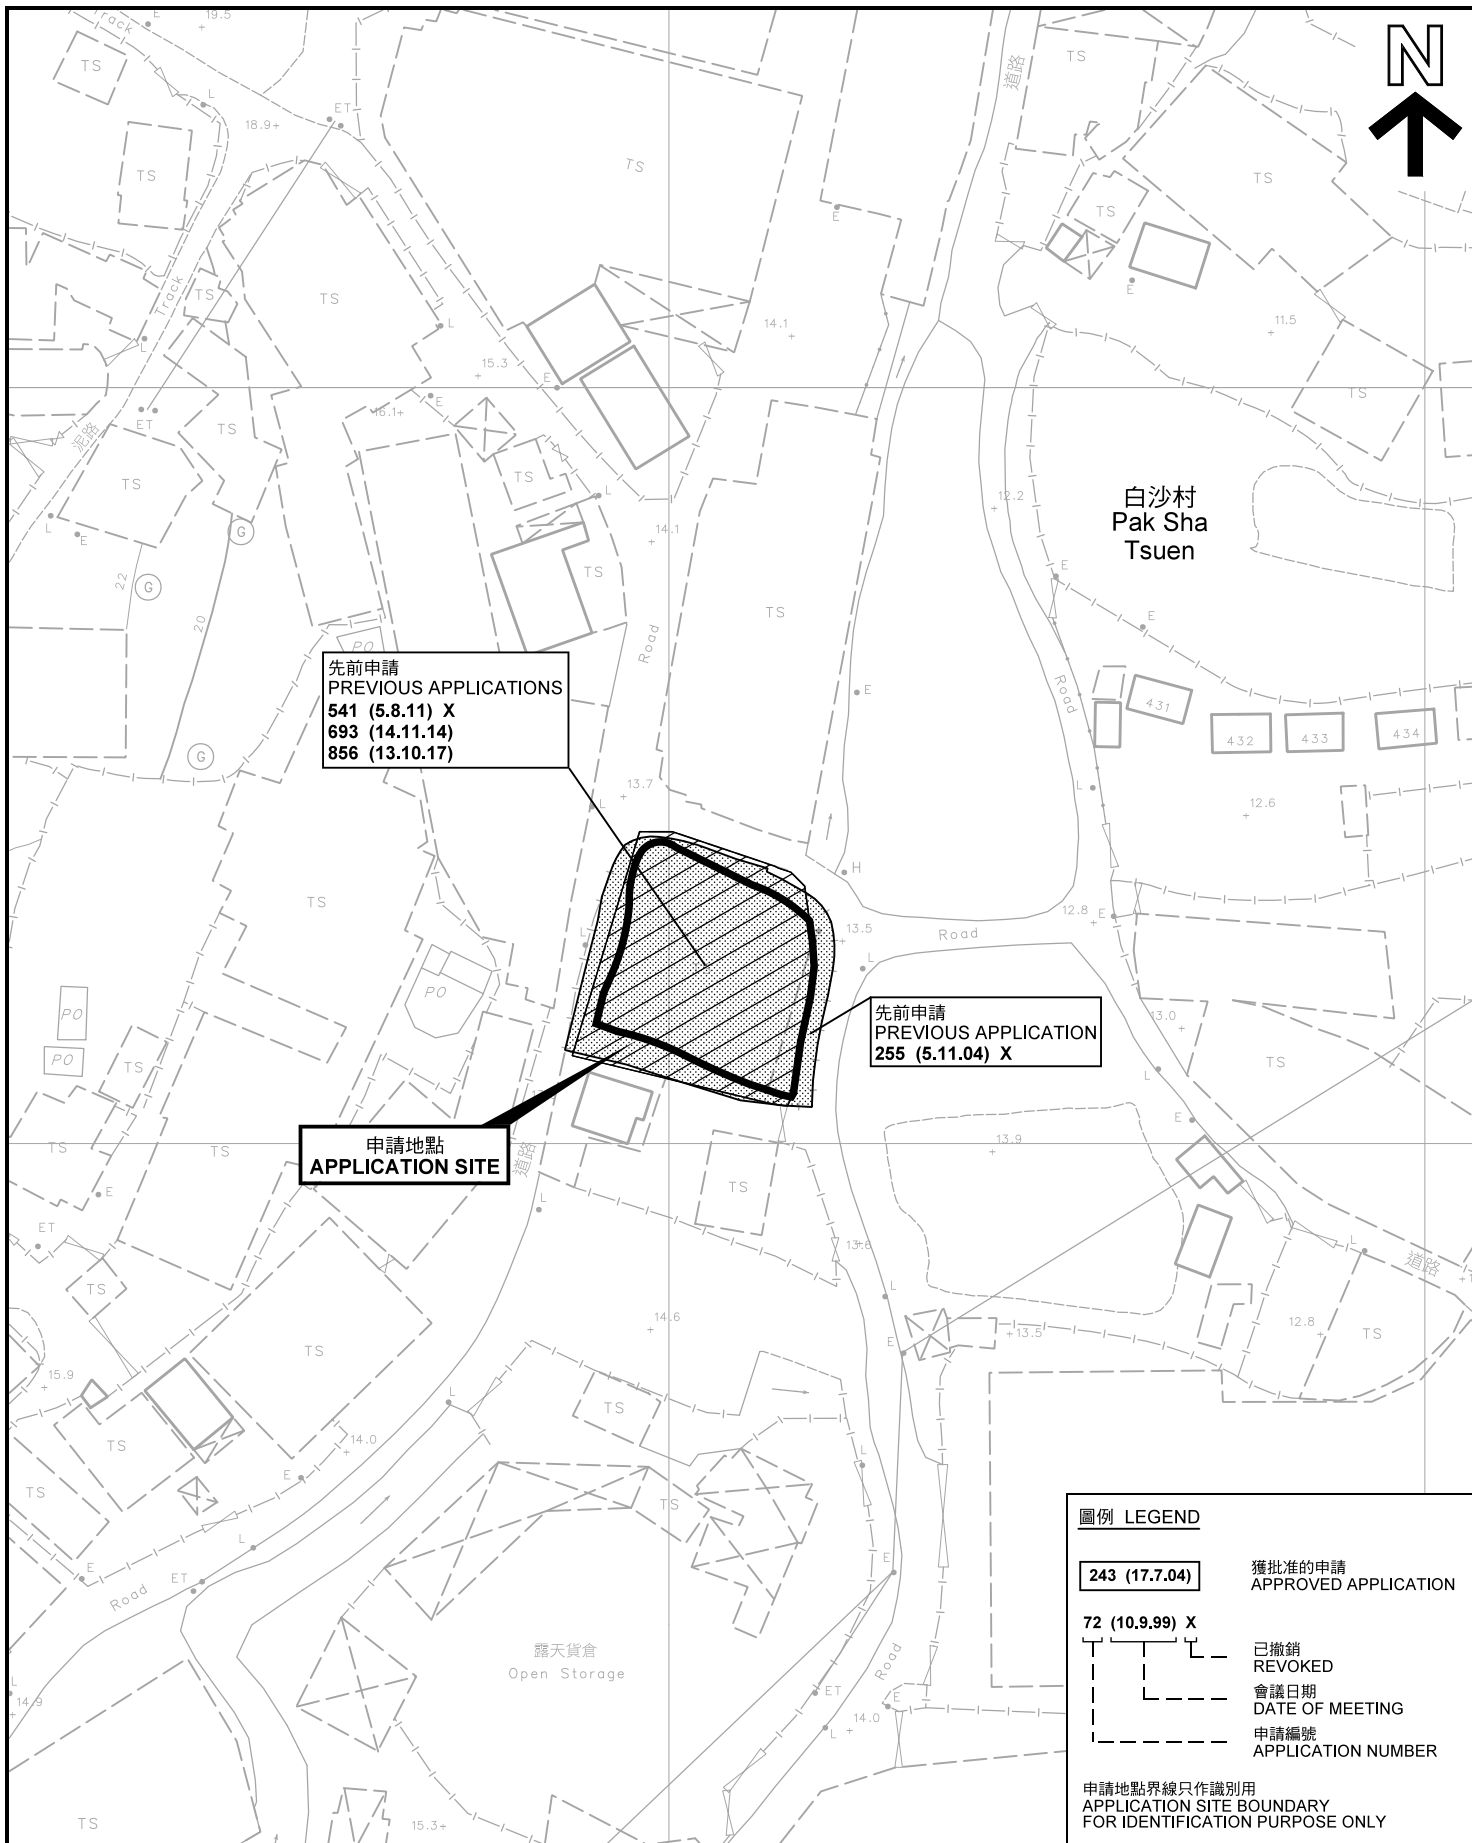 Track
E
19.5
道路
TS
TS
N
L
ET
18.9
TS
TS
TS
TS
E
TS
TS
Track
TS
E
14.1
11.5
L
L
15.3
E
E
TS
16.1
ET
泥路
TS
TS
TS
L
12.2
白沙村
Pak Sha
Tsuen
L
E
G
14.1
G
22
TS
E
20
TS
E
PO
Road
先前申請
PREVIOUS APPLICATIONS
541 (5.8.11) X
693 (14.11.14)
856 (13.10.17)
E
Road
431
432
433
434
G
13.7
L
L
12.6
H
TS
12.8
E
13.5
Road
L
L
PO
PO
先前申請
PREVIOUS APPLICATION
255 (5.11.04) X
13.0
PO
TS
TS
L
E
申請地點
APPLICATION SITE
道路
13.9
TS
TS
TS
E
L
ET
13.6
L
道路
TS
L
14.6
E
13.5
12.8
TS
TS
15.9
L
TS
TS
14.0
L
E
TS
TS
圖例 LEGEND
243 (17.7.04)
獲批准的申請
APPROVED APPLICATION
L
E
ET
E
Road
72 (10.9.99) X
已撤銷
REVOKED
露天貨倉
Open Storage
Road
L
14.9
ET
E
會議日期
DATE OF MEETING
14.0
L
申請編號
APPLICATION NUMBER
申請地點界線只作識別用
APPLICATION SITE BOUNDARY
FOR IDENTIFICATION PURPOSE ONLY
TS
15.3